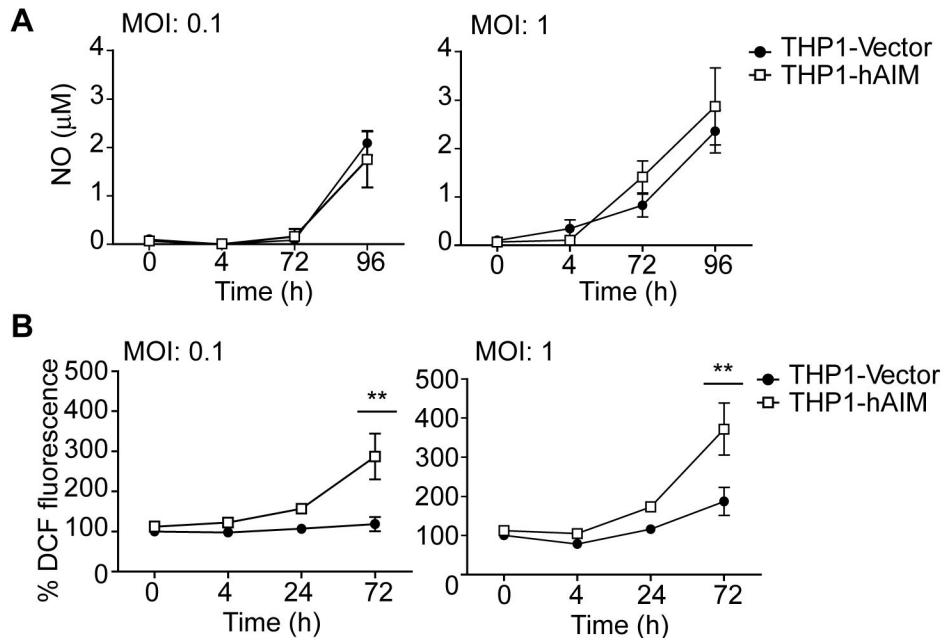 A
MOI: 0.1
MOI: 1
THP1-Vector
THP1-hAIM
NO (μM)
4
3
2
1
0
0 4 72 96
Time (h)
4
3
2
1
0
0 4 72 96
Time (h)
B
MOI: 0.1
MOI: 1
THP1-Vector
THP1-hAIM
% DCF fluorescence
500
400
300
200
100
0
**
0 4 24 72
Time (h)
500
400
300
200
100
0
**
0 4 24 72
Time (h)